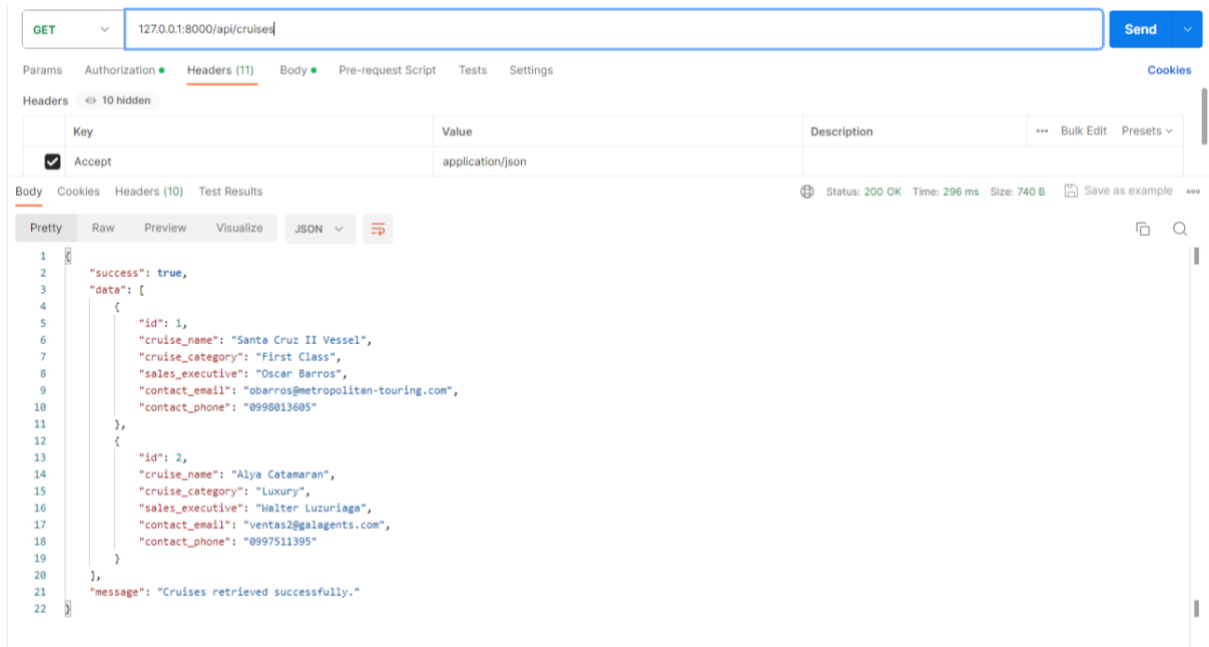 GET 127.0.0.1:8000/api/cruises Send
Params Authorization Headers (11) Body Pre-request Script Tests Settings Cookies
Headers 10 hidden
Key Value Description ••• Bulk Edit Presets
Accept application/json
Body Cookies Headers (10) Test Results Status: 200 OK Time: 296 ms Size: 740 B Save as example •••
Pretty Raw Preview Visualize JSON
1 {
2 "success": true,
3 "data": [
4 {
5 "id": 1,
6 "cruise_name": "Santa Cruz II Vessel",
7 "cruise_category": "First Class",
8 "sales_executive": "Oscar Barros",
9 "contact_email": "obarros@metropolitan-touring.com",
10 "contact_phone": "0998013605"
11 },
12 {
13 "id": 2,
14 "cruise_name": "Alya Catamaran",
15 "cruise_category": "Luxury",
16 "sales_executive": "Walter Luzuriaga",
17 "contact_email": "ventas2@galagents.com",
18 "contact_phone": "0997511395"
19 }
20 ],
21 "message": "Cruises retrieved successfully."
22 }